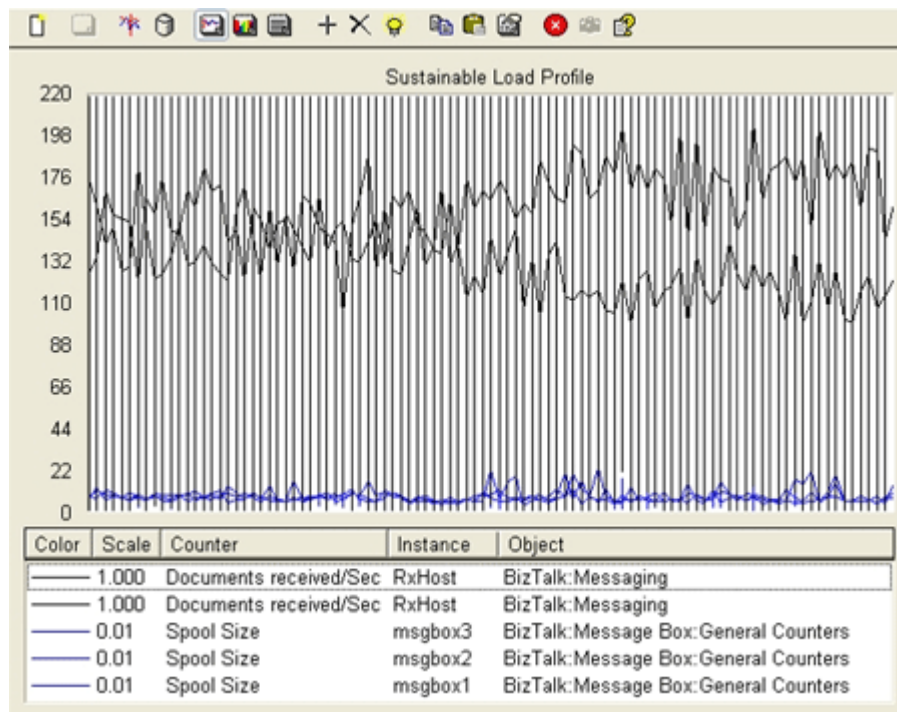 Sustainable Load Profile
220
198
176
154
132
110
88
66
44
22
0
Color Scale Counter Instance Object
1.000 Documents received/Sec RxHost BizTalk:Messaging
1.000 Documents received/Sec RxHost BizTalk:Messaging
0.01 Spool Size msgbox3 BizTalk:Message Box:General Counters
0.01 Spool Size msgbox2 BizTalk:Message Box:General Counters
0.01 Spool Size msgbox1 BizTalk:Message Box:General Counters